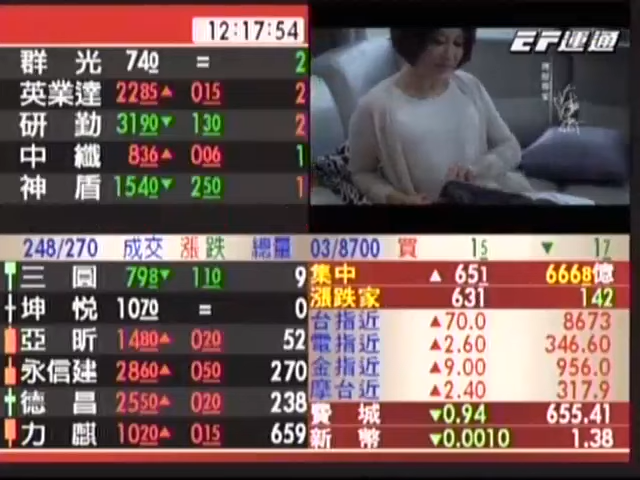 12:17:54
群光 740 = 2
英業達 2285▲ 015 2
研勤 3190▼ 130 2
中纖 836▲ 006 1
神盾 1540▼ 250 1
EF運通
248/270 成交 漲跌 總量
三圓 798▼ 110 9
坤悅 1070 = 0
亞昕 1480▲ 020 52
永信建 2860▲ 050 270
德昌 2550▲ 020 238
力麒 1020▲ 015 659
03/8700 買 15 ▼ 17
集中 ▲ 651 6668億
漲跌家 631 142
台指近 ▲70.0 8673
電指近 ▲2.60 346.60
金指近 ▲9.00 956.0
摩台近 ▲2.40 317.9
費城 ▼0.94 655.41
新幣 ▼0.0010 1.38